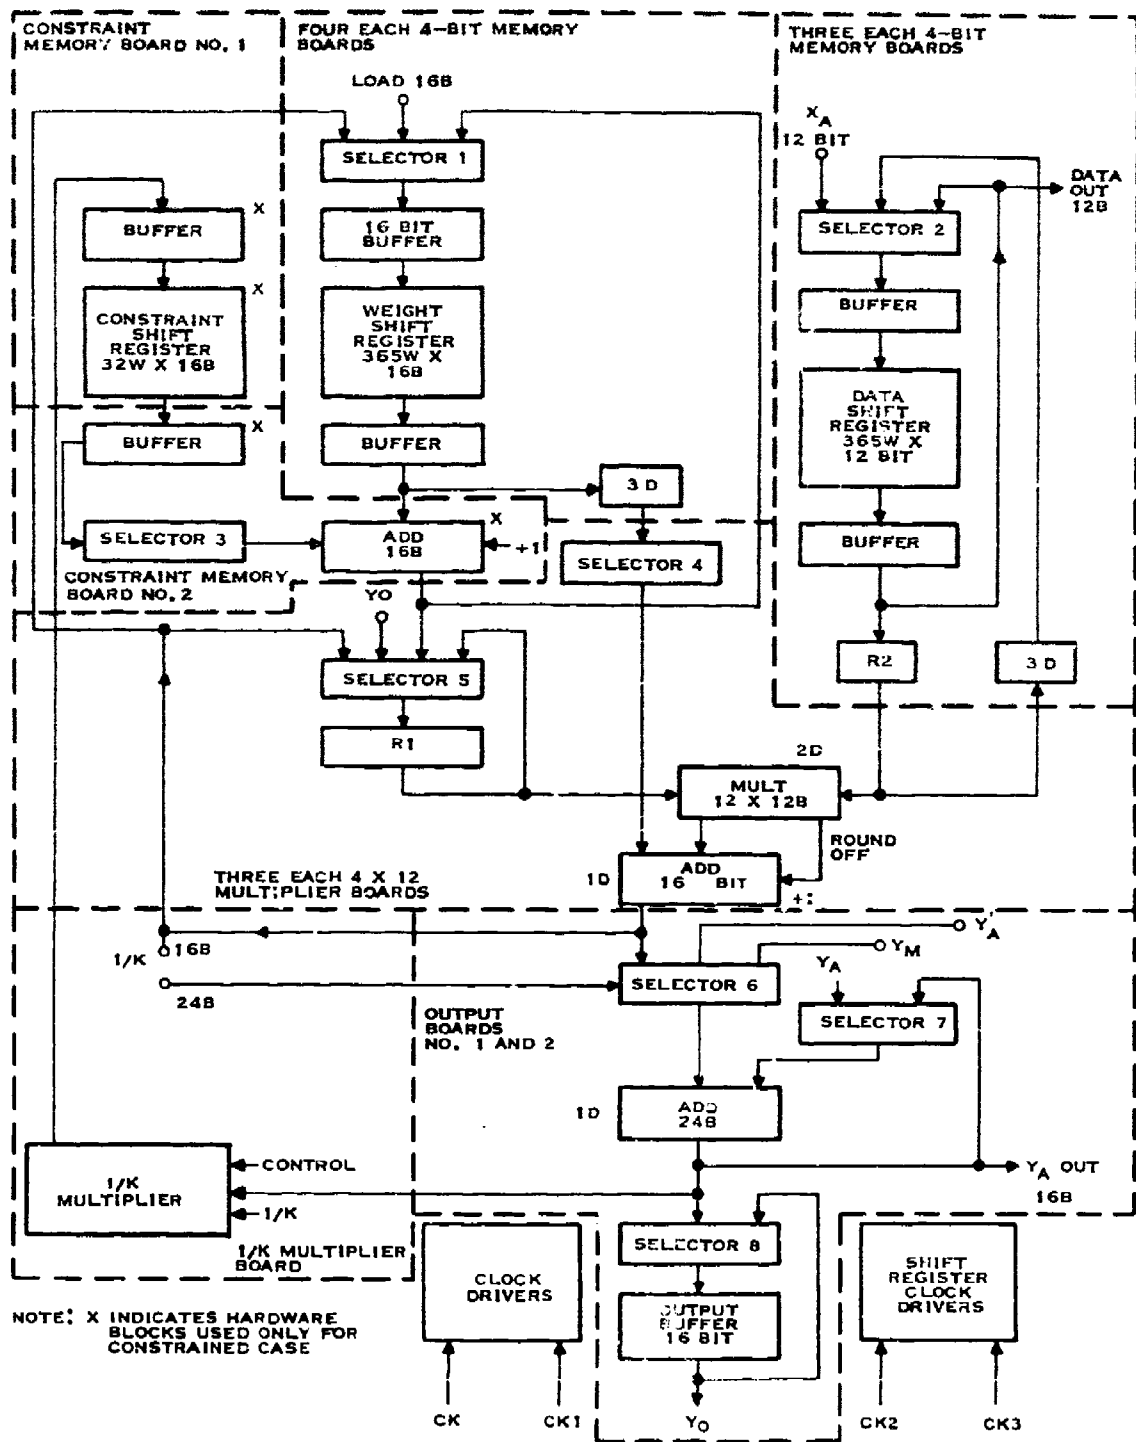 CONSTRAINT
MEMORY BOARD NO. 1
FOUR EACH 4-BIT MEMORY
BOARDS
THREE EACH 4-BIT
MEMORY BOARDS
LOAD 16B
SELECTOR 1
X
BUFFER
16 BIT
BUFFER
X
CONSTRAINT
SHIFT
REGISTER
32W X 16B
WEIGHT
SHIFT
REGISTER
365W X
16B
X
BUFFER
BUFFER
XA
12 BIT
DATA
OUT
12B
SELECTOR 2
BUFFER
DATA
SHIFT
REGISTER
365W X
12 BIT
BUFFER
3 D
SELECTOR 3
X
ADD
16B
+1
SELECTOR 4
CONSTRAINT MEMORY
BOARD NO. 2
YO
SELECTOR 5
R1
R2
3 D
2D
MULT
12 X 12B
ROUND
OFF
1D
ADD
16 BIT
THREE EACH 4 X 12
MULTIPLIER BOARDS
1/K
16B
24B
Y'A
YM
SELECTOR 6
YA
SELECTOR 7
OUTPUT
BOARDS
NO. 1 AND 2
1D
ADD
24B
YA OUT
16B
1/K
MULTIPLIER
CONTROL
1/K
1/K MULTIPLIER
BOARD
SELECTOR 8
OUTPUT
BUFFER
16 BIT
CLOCK
DRIVERS
SHIFT
REGISTER
CLOCK
DRIVERS
NOTE: X INDICATES HARDWARE
BLOCKS USED ONLY FOR
CONSTRAINED CASE
CK
CK1
YO
CK2
CK3